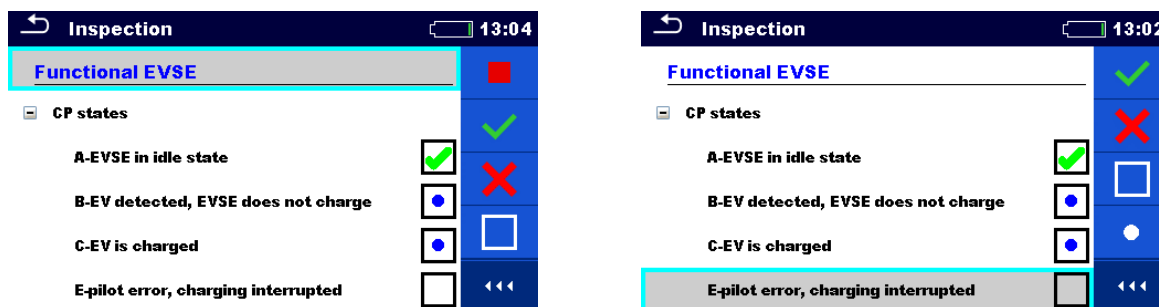 Inspection 13:04
Functional EVSE
CP states
A-EVSE in idle state
B-EV detected, EVSE does not charge
C-EV is charged
E-pilot error, charging interrupted
Inspection 13:02
Functional EVSE
CP states
A-EVSE in idle state
B-EV detected, EVSE does not charge
C-EV is charged
E-pilot error, charging interrupted